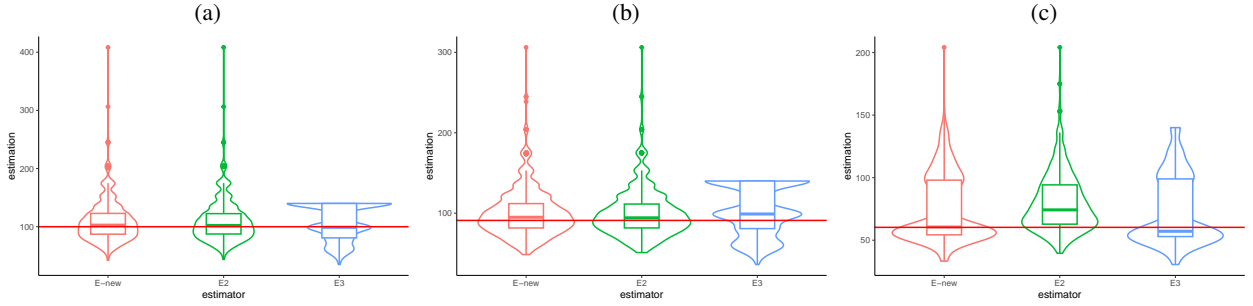 (a)
estimation
400
300
200
100
E−new E2 E3
estimator
(b)
estimation
300
200
100
E−new E2 E3
estimator
(c)
estimation
200
150
100
50
E−new E2 E3
estimator